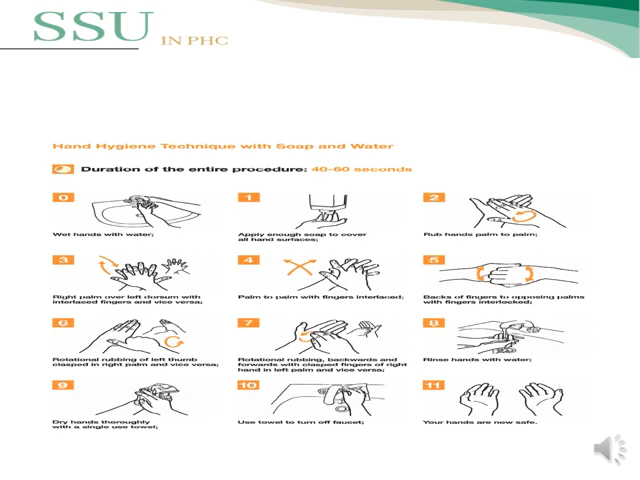 SSU IN PHC
Hand Hygiene Technique with Soap and Water
Duration of the entire procedure: 40-60 seconds
0
Wet hands with water;
1
Apply enough soap to cover
all hand surfaces;
2
Rub hands palm to palm;
3
Right palm over left dorsum with
interlaced fingers and vice versa;
4
Palm to palm with fingers interlaced;
5
Backs of fingers to opposing palms
with fingers interlocked;
6
Rotational rubbing of left thumb
clasped in right palm and vice versa;
7
Rotational rubbing, backwards and
forwards with clasped fingers of right
hand in left palm and vice versa;
8
Rinse hands with water;
9
Dry hands thoroughly
with a single use towel;
10
Use towel to turn off faucet;
11
Your hands are now safe.